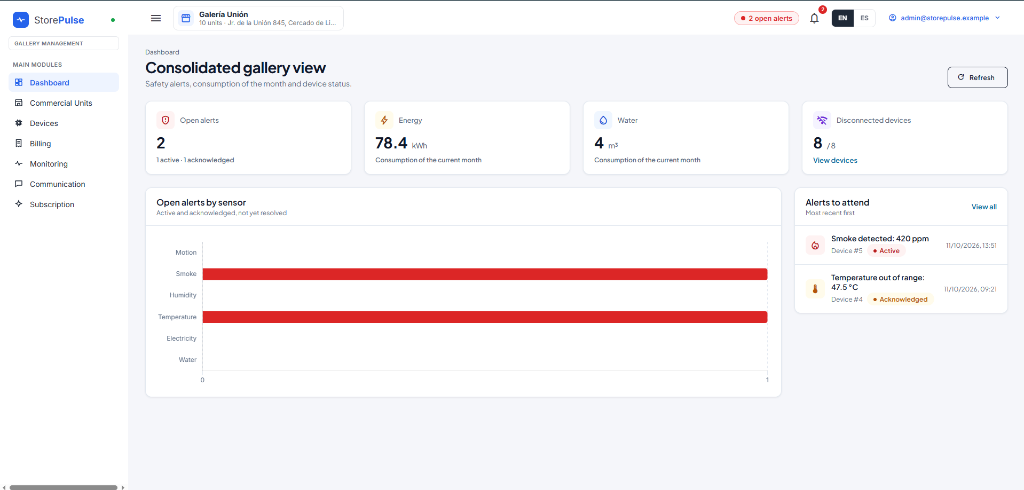 StorePulse
GALLERY MANAGEMENT
MAIN MODULES
Dashboard
Commercial Units
Devices
Billing
Monitoring
Communication
Subscription
Galería Unión
10 units · Jr. de la Unión 845, Cercado de Li...
2 open alerts
2
EN
ES
admin@storepulse.example
Dashboard
Consolidated gallery view
Safety alerts, consumption of the month and device status.
Refresh
Open alerts
2
1 active · 1 acknowledged
Energy
78.4 kWh
Consumption of the current month
Water
4 m³
Consumption of the current month
Disconnected devices
8 /8
View devices
Open alerts by sensor
Active and acknowledged, not yet resolved
Motion
Smoke
Humidity
Temperature
Electricity
Water
0
1
Alerts to attend
Most recent first
View all
Smoke detected: 420 ppm
Device #5
Active
11/10/2026, 13:51
Temperature out of range:
47.5 °C
Device #4
Acknowledged
11/10/2026, 09:21